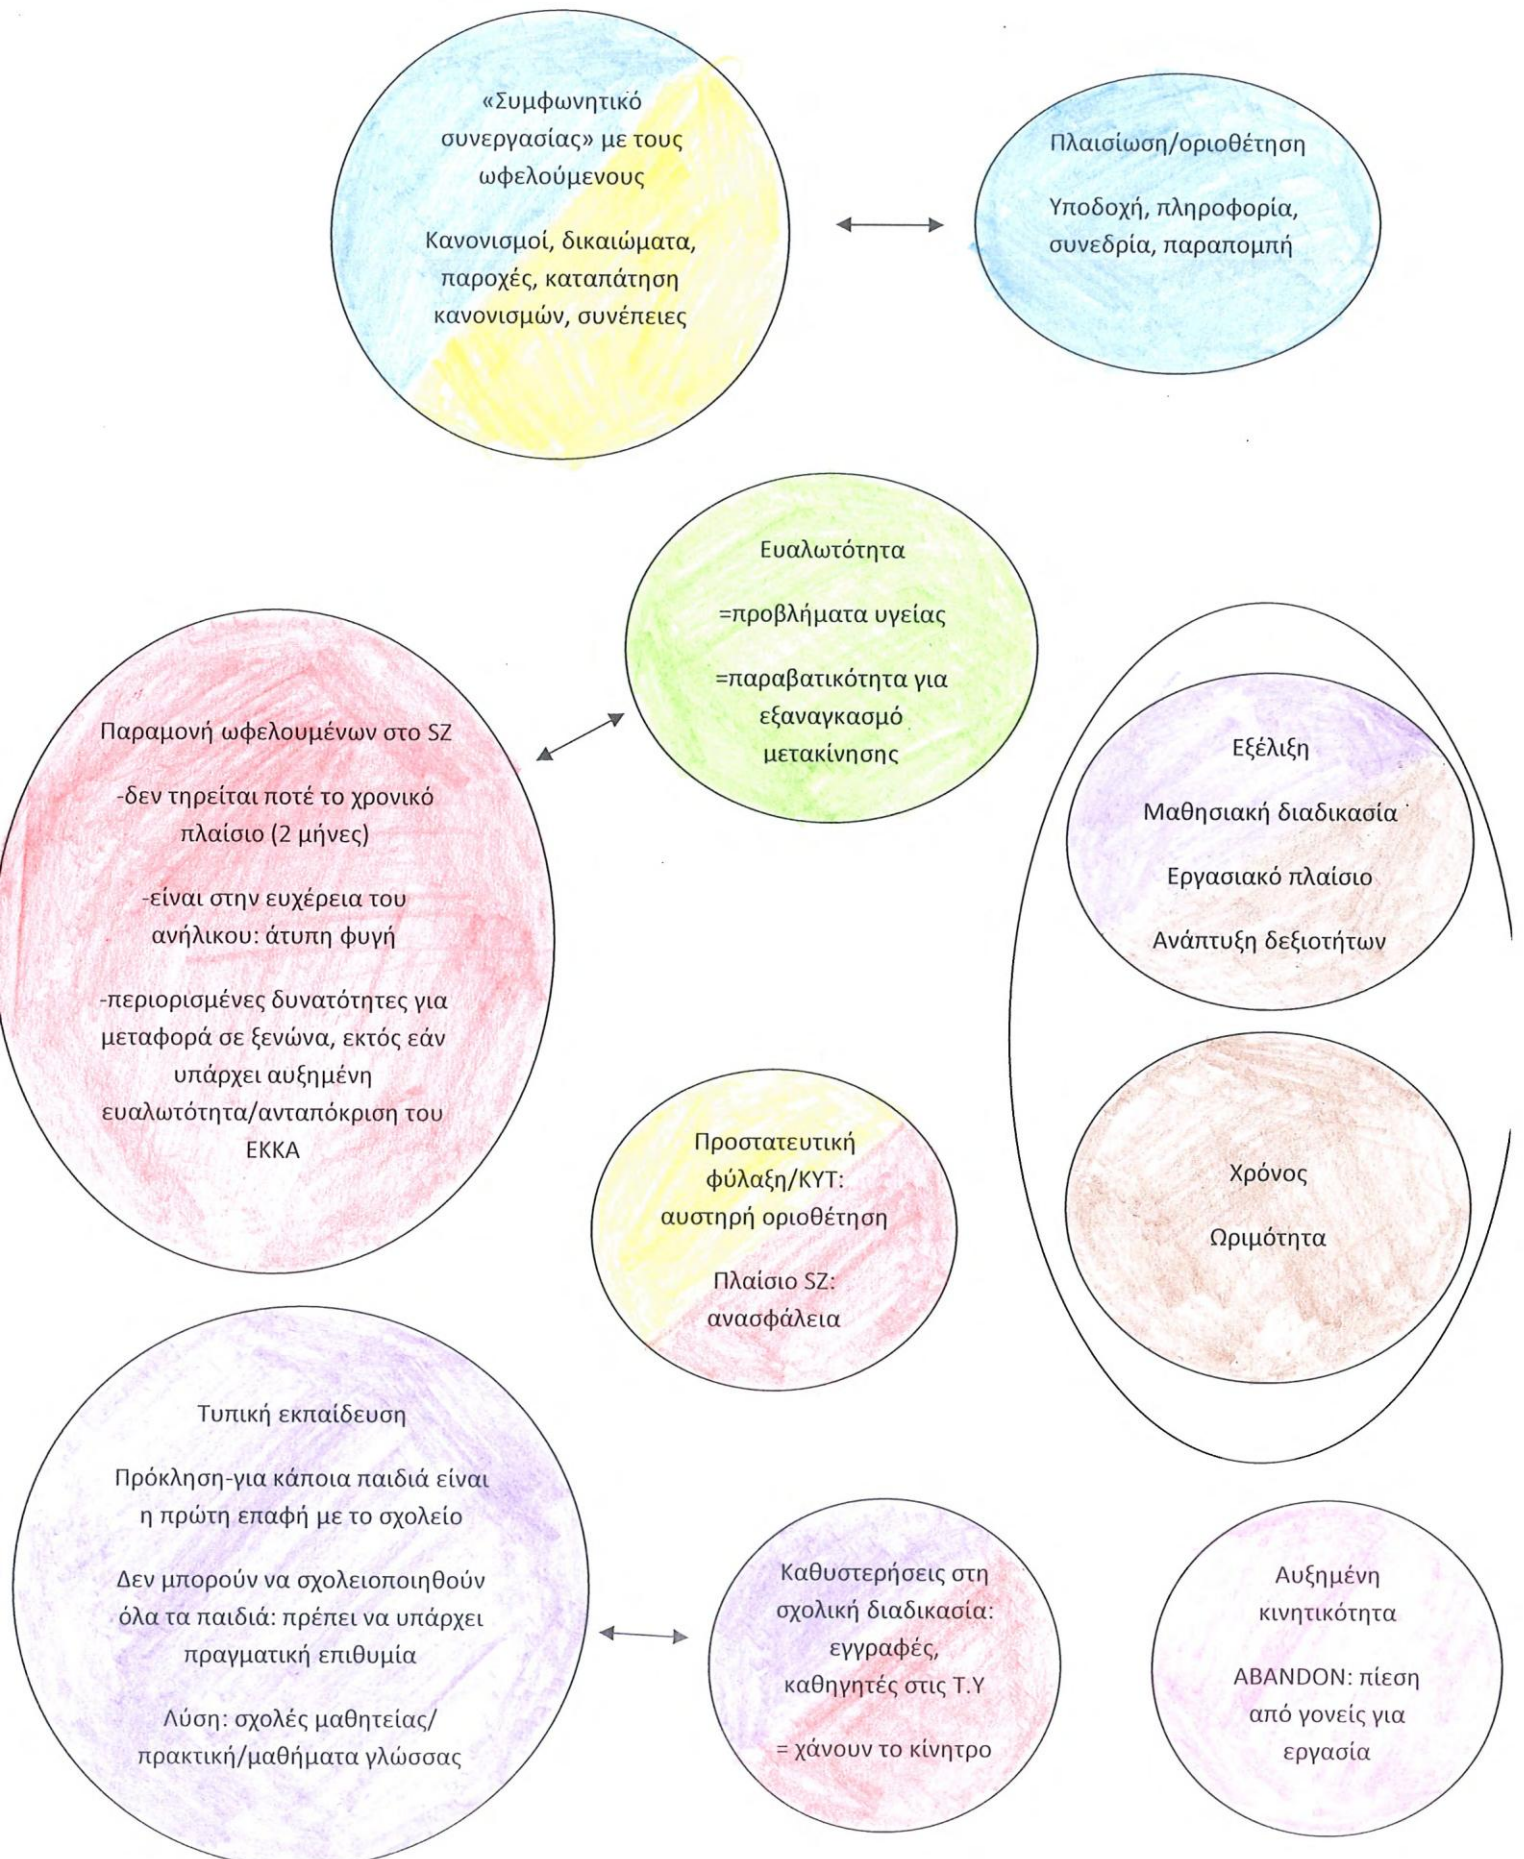 «Συμφωνητικό
συνεργασίας» με τους
ωφελούμενους
Κανονισμοί, δικαιώματα,
παροχές, καταπάτηση
κανονισμών, συνέπειες
Πλαισίωση/οριοθέτηση
Υποδοχή, πληροφορία,
συνεδρία, παραπομπή
Ευαλωτότητα
=προβλήματα υγείας
=παραβατικότητα για
εξαναγκασμό
μετακίνησης
Παραμονή ωφελουμένων στο SZ
-δεν τηρείται ποτέ το χρονικό
πλαίσιο (2 μήνες)
-είναι στην ευχέρεια του
ανήλικου: άτυπη φυγή
-περιορισμένες δυνατότητες για
μεταφορά σε ξενώνα, εκτός εάν
υπάρχει αυξημένη
ευαλωτότητα/ανταπόκριση του
ΕΚΚΑ
Εξέλιξη
Μαθησιακή διαδικασία
Εργασιακό πλαίσιο
Ανάπτυξη δεξιοτήτων
Χρόνος
Ωριμότητα
Προστατευτική
φύλαξη/ΚΥΤ:
αυστηρή οριοθέτηση
Πλαίσιο SZ:
ανασφάλεια
Τυπική εκπαίδευση
Πρόκληση-για κάποια παιδιά είναι
η πρώτη επαφή με το σχολείο
Δεν μπορούν να σχολειοποιηθούν
όλα τα παιδιά: πρέπει να υπάρχει
πραγματική επιθυμία
Λύση: σχολές μαθητείας/
πρακτική/μαθήματα γλώσσας
Καθυστερήσεις στη
σχολική διαδικασία:
εγγραφές,
καθηγητές στις Τ.Υ
= χάνουν το κίνητρο
Αυξημένη
κινητικότητα
ABANDON: πίεση
από γονείς για
εργασία